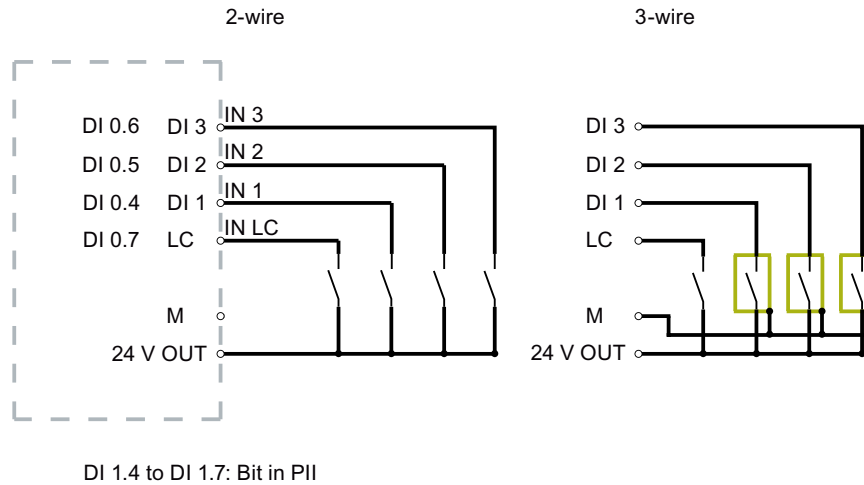 2-wire 3-wire
DI 0.6 DI 3 IN 3 DI 3
DI 0.5 DI 2 IN 2 DI 2
DI 0.4 DI 1 IN 1 DI 1
DI 0.7 LC IN LC LC
M M
24 V OUT 24 V OUT
DI 1.4 to DI 1.7: Bit in PII